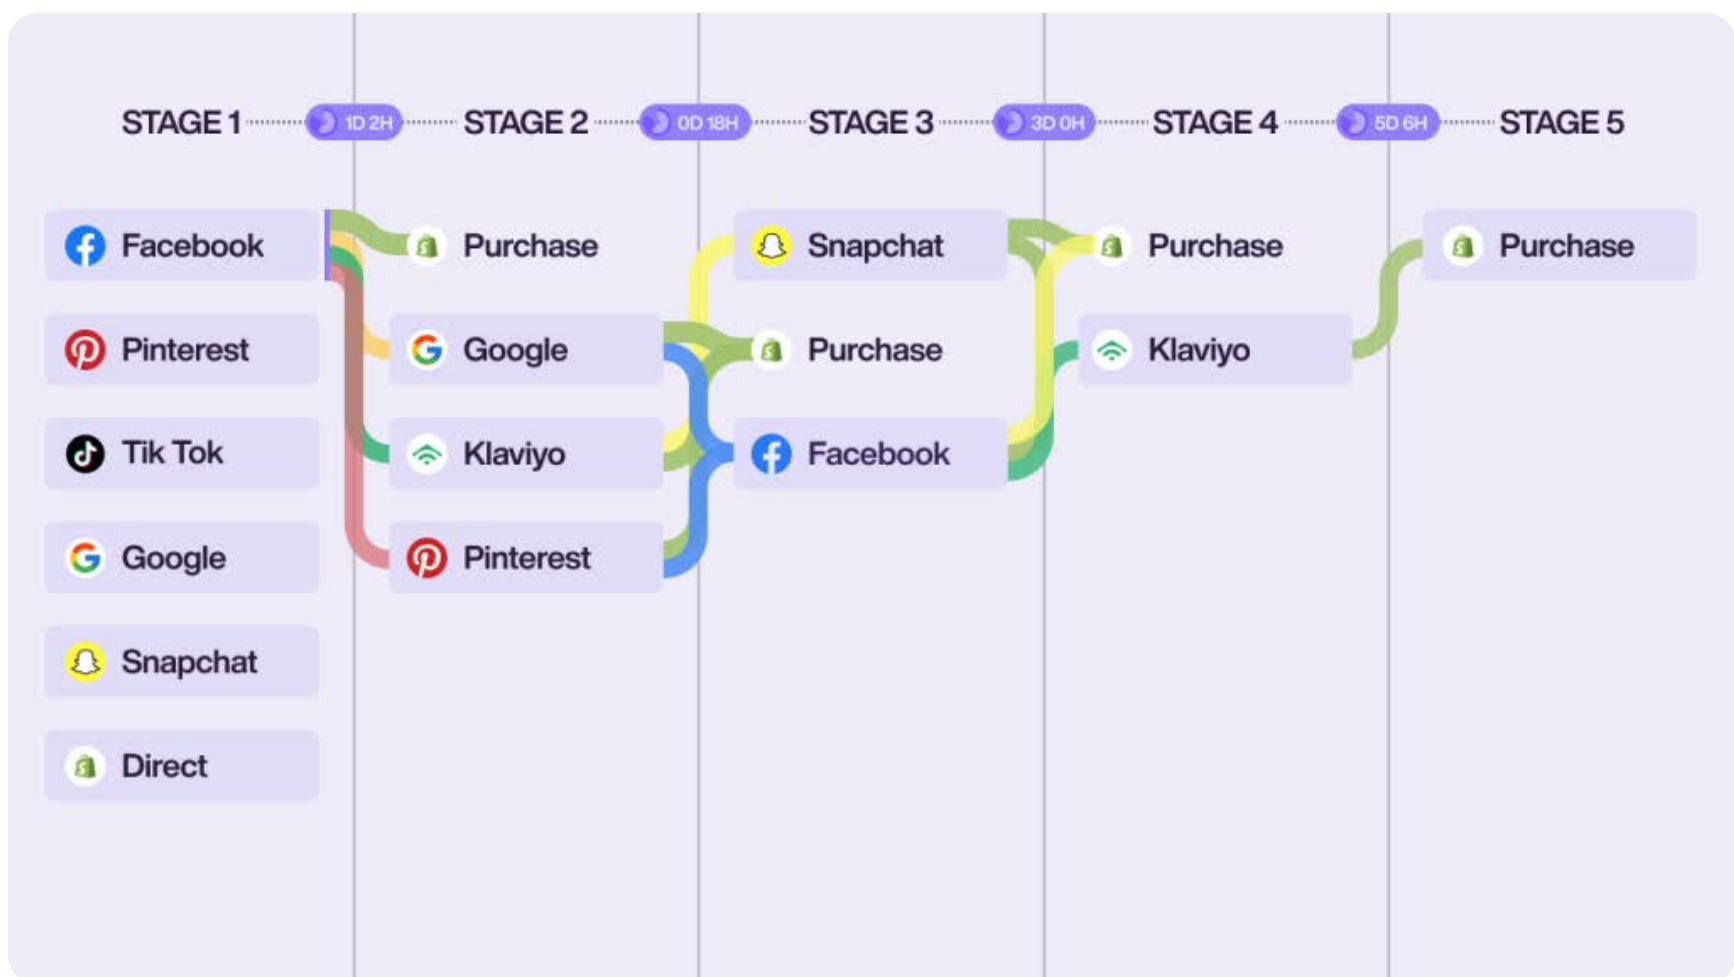 STAGE 1 1D 2H STAGE 2 0D 18H STAGE 3 3D 0H STAGE 4 5D 6H STAGE 5
Facebook Purchase Snapchat Purchase Purchase
Pinterest Google Purchase Klaviyo
Tik Tok Klaviyo Facebook
Google Pinterest
Snapchat
Direct